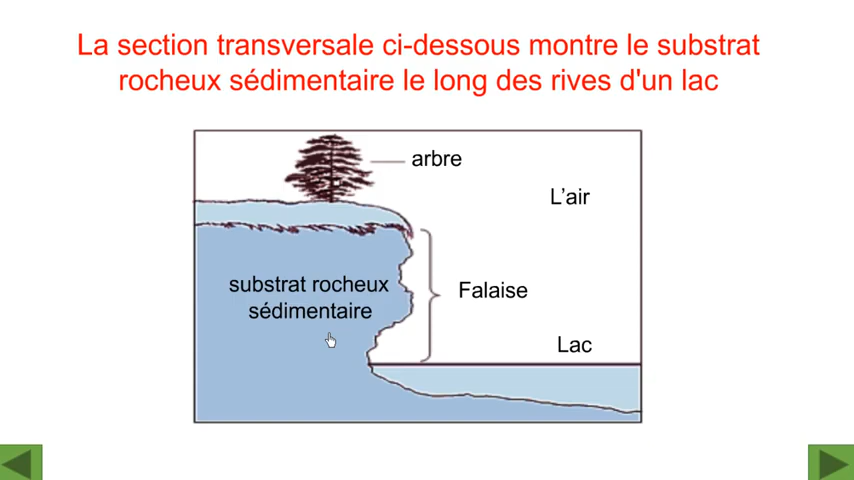 La section transversale ci-dessous montre le substrat
rocheux sédimentaire le long des rives d'un lac
arbre
L'air
substrat rocheux
sédimentaire
Falaise
Lac